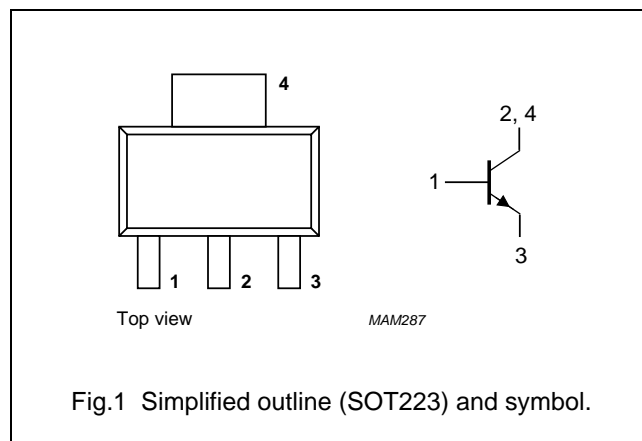 4
1 2 3
Top view
2, 4
1
3
MAM287
Fig.1 Simplified outline (SOT223) and symbol.